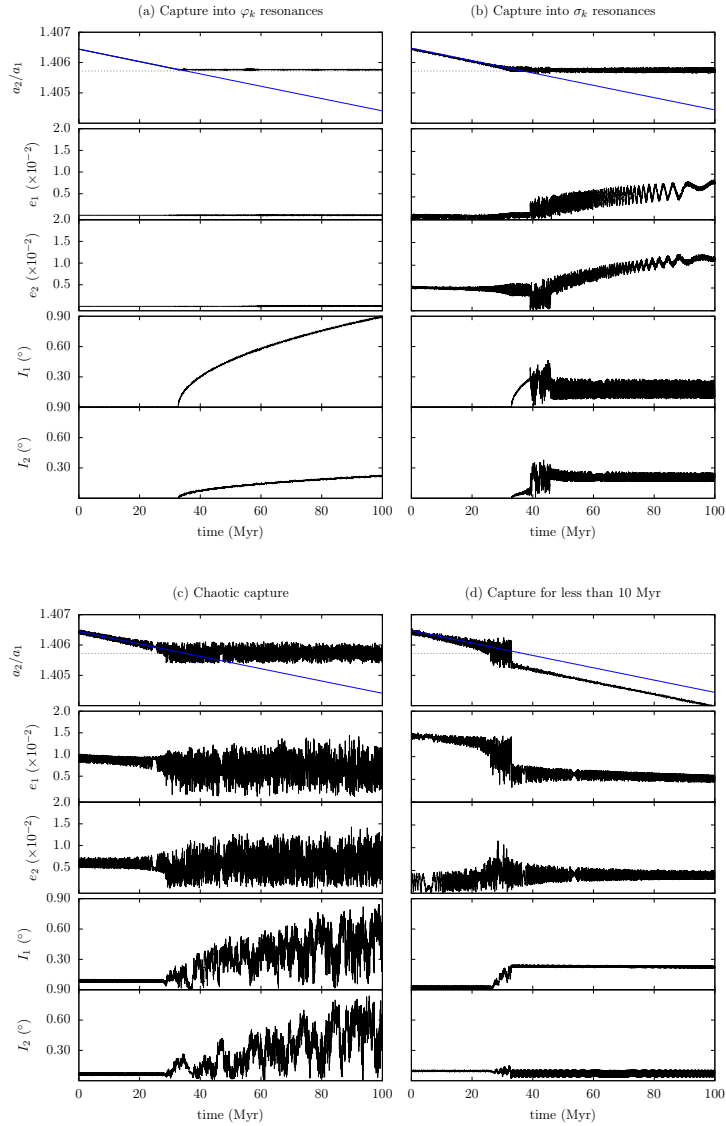 (a) Capture into φk resonances
(b) Capture into σk resonances
1.407
1.406
1.405
a2/a1
2.0
1.5
1.0
0.5
e1 (×10−2)
2.0
1.5
1.0
0.5
e2 (×10−2)
0.90
0.60
0.30
I1 (°)
0.90
0.60
0.30
I2 (°)
0 20 40 60 80 100
0 20 40 60 80 100
time (Myr)
time (Myr)
(c) Chaotic capture
(d) Capture for less than 10 Myr
1.407
1.406
1.405
a2/a1
2.0
1.5
1.0
0.5
e1 (×10−2)
2.0
1.5
1.0
0.5
e2 (×10−2)
0.90
0.60
0.30
I1 (°)
0.90
0.60
0.30
I2 (°)
0 20 40 60 80 100
0 20 40 60 80 100
time (Myr)
time (Myr)